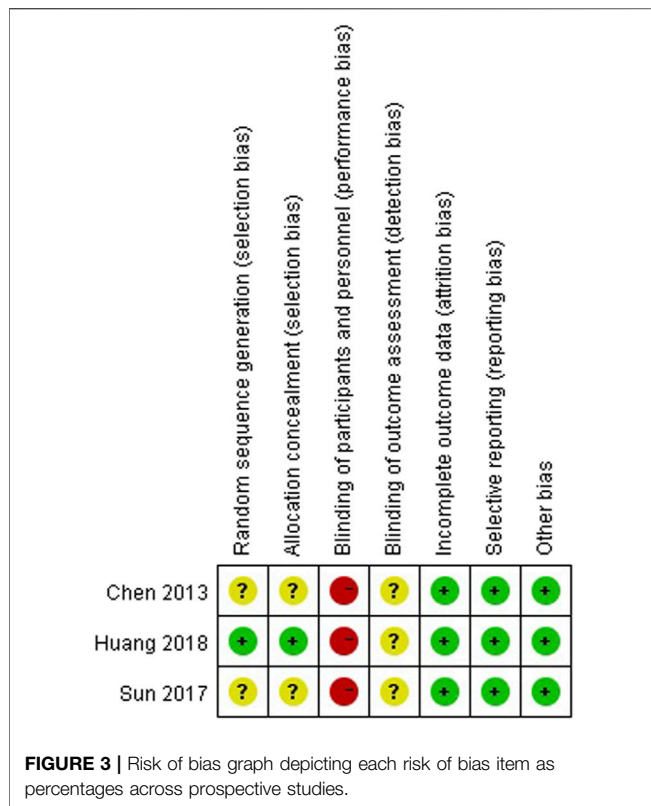 Random sequence generation (selection bias)
Allocation concealment (selection bias)
Blinding of participants and personnel (performance bias)
Blinding of outcome assessment (detection bias)
Incomplete outcome data (attrition bias)
Selective reporting (reporting bias)
Other bias
Chen 2013 ? ? - ? + + +
Huang 2018 + + - ? + + +
Sun 2017 ? ? - ? + + +
FIGURE 3 | Risk of bias graph depicting each risk of bias item as
percentages across prospective studies.